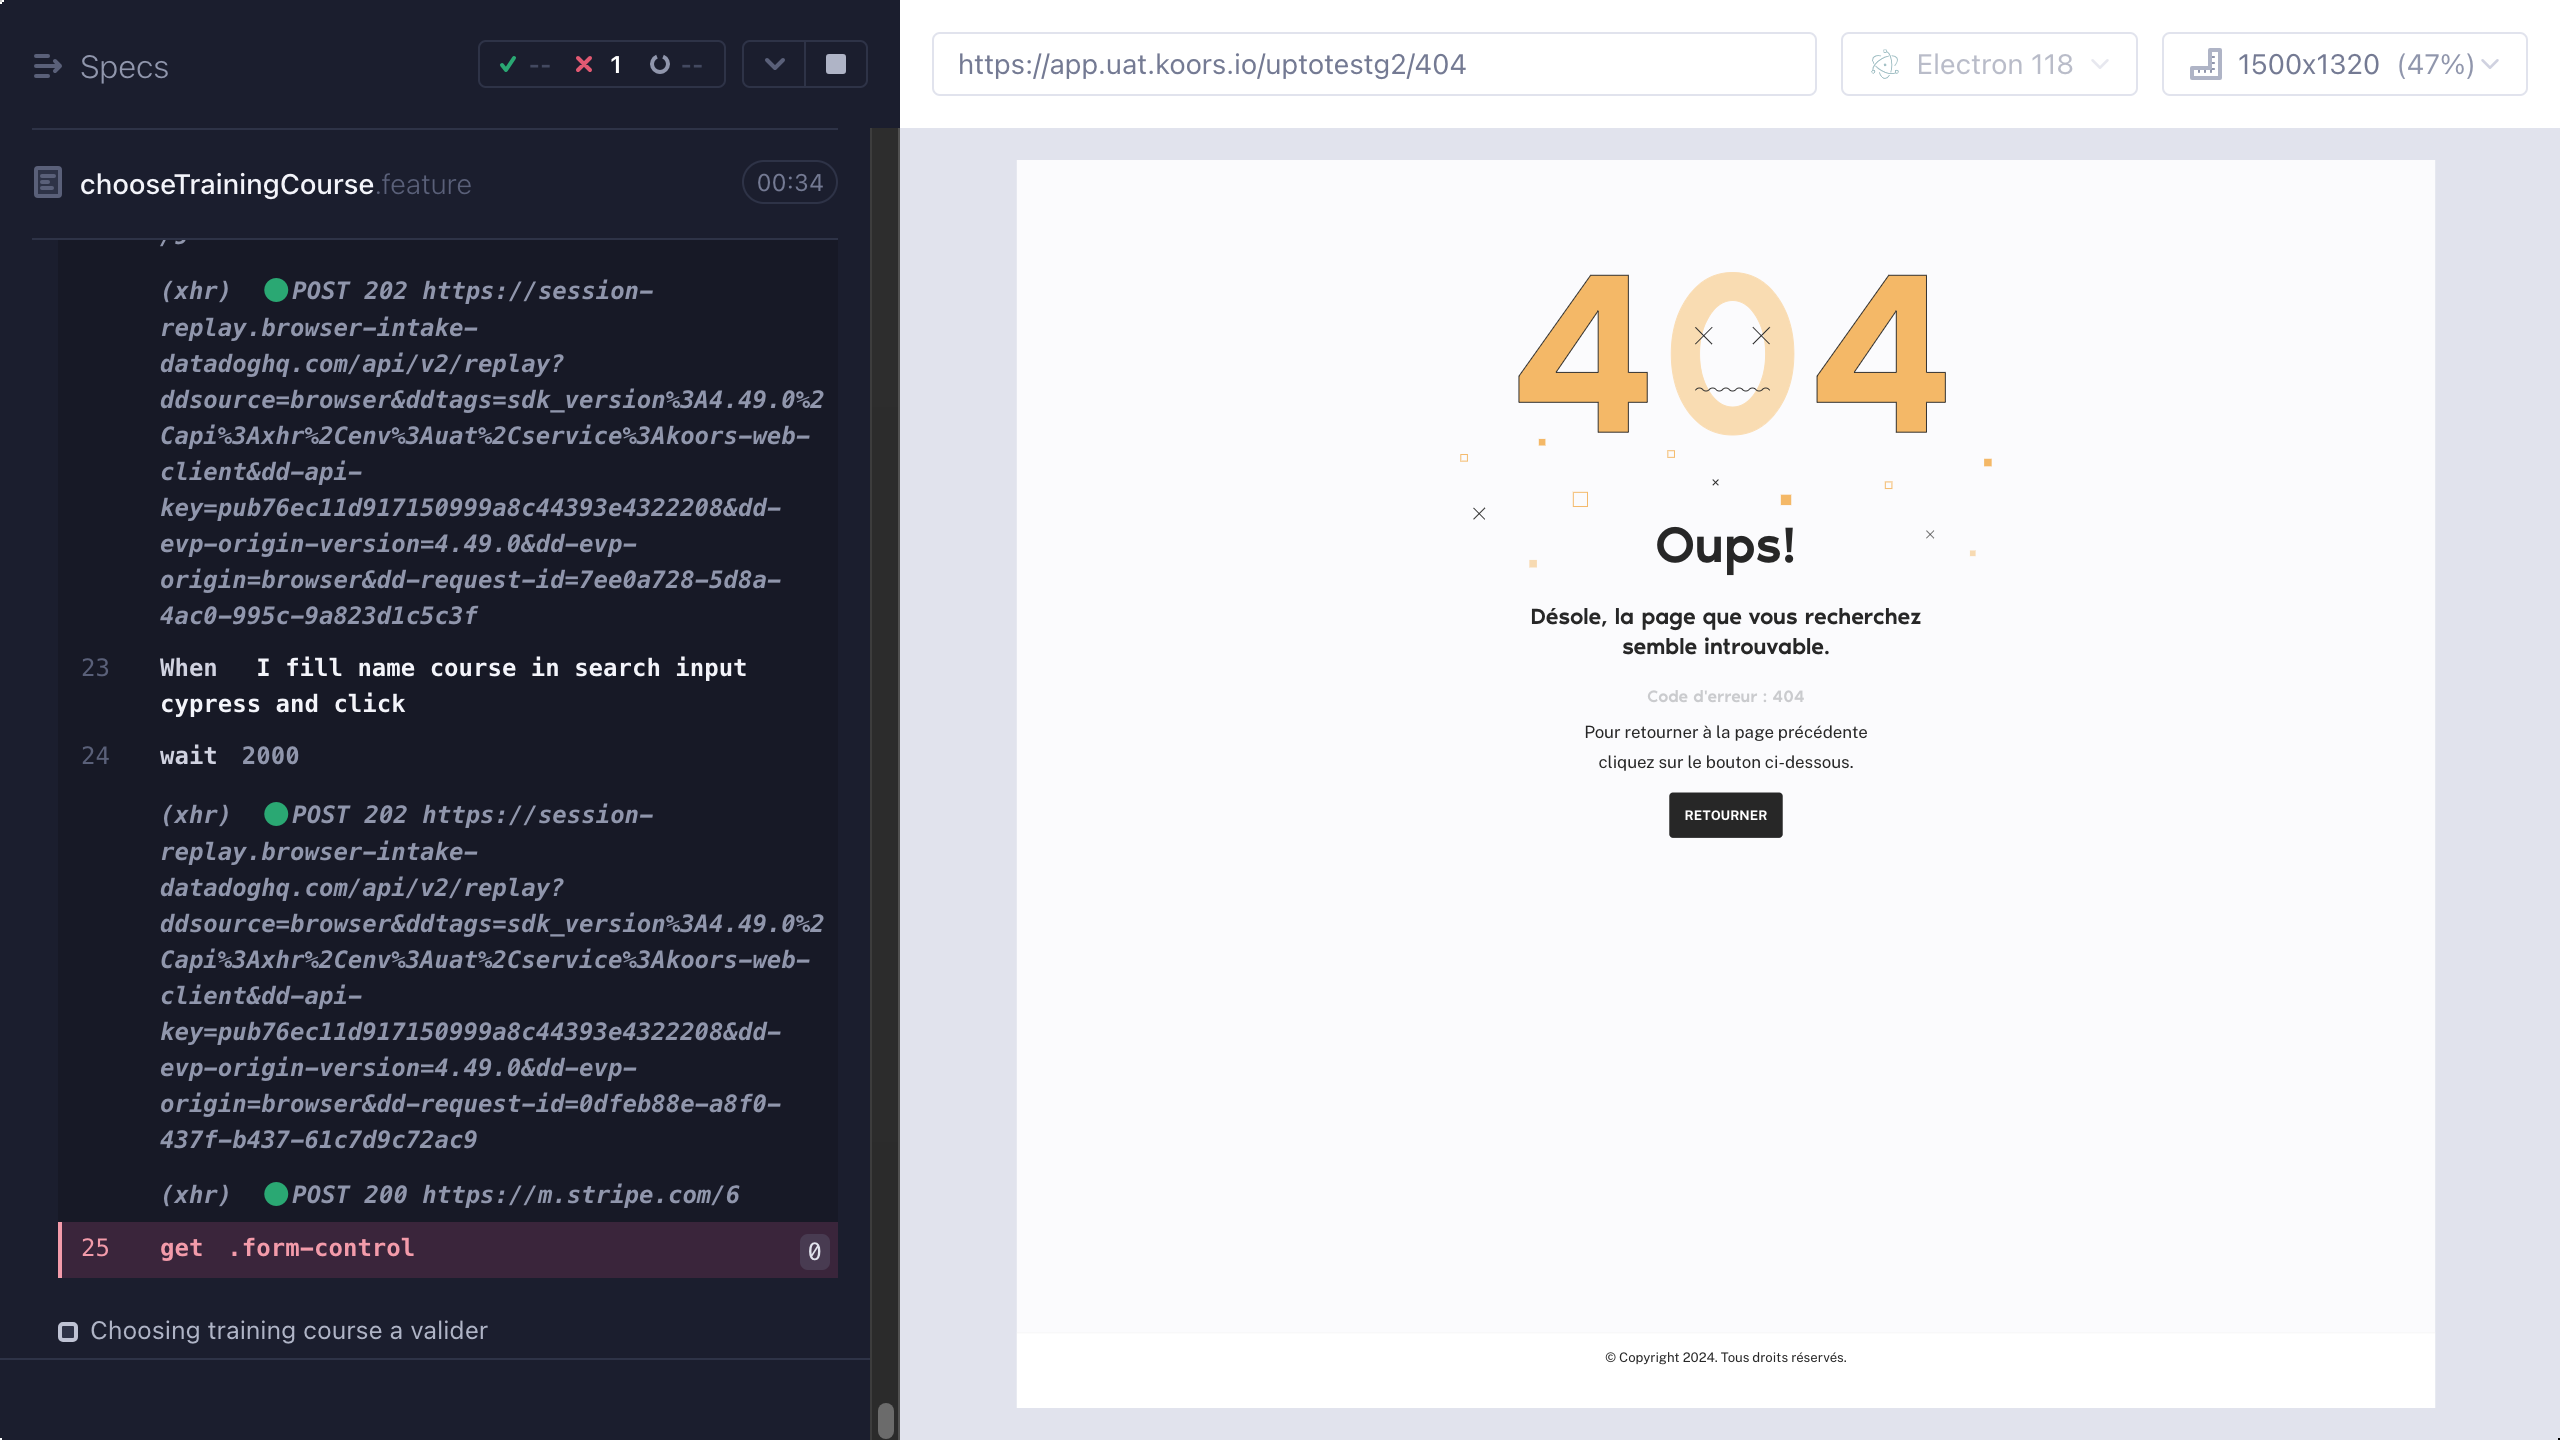 Specs
-- 1 --
chooseTrainingCourse.feature 00:34
(xhr) POST 202 https://session-
replay.browser-intake-
datadoghq.com/api/v2/replay?
ddsource=browser&ddtags=sdk_version%3A4.49.0%2
Capi%3Axhr%2Cenv%3Auat%2Cservice%3Akoors-web-
client&dd-api-
key=pub76ec11d917150999a8c44393e4322208&dd-
evp-origin-version=4.49.0&dd-evp-
origin=browser&dd-request-id=7ee0a728-5d8a-
4ac0-995c-9a823d1c5c3f
23 When I fill name course in search input
cypress and click
24 wait 2000
(xhr) POST 202 https://session-
replay.browser-intake-
datadoghq.com/api/v2/replay?
ddsource=browser&ddtags=sdk_version%3A4.49.0%2
Capi%3Axhr%2Cenv%3Auat%2Cservice%3Akoors-web-
client&dd-api-
key=pub76ec11d917150999a8c44393e4322208&dd-
evp-origin-version=4.49.0&dd-evp-
origin=browser&dd-request-id=0dfeb88e-a8f0-
437f-b437-61c7d9c72ac9
(xhr) POST 200 https://m.stripe.com/6
25 get .form-control 0
Choosing training course a valider
https://app.uat.koors.io/uptotestg2/404
Electron 118
1500x1320 (47%)
404
Oups!
Désole, la page que vous recherchez
semble introuvable.
Code d'erreur : 404
Pour retourner à la page précédente
cliquez sur le bouton ci-dessous.
RETOURNER
© Copyright 2024. Tous droits réservés.